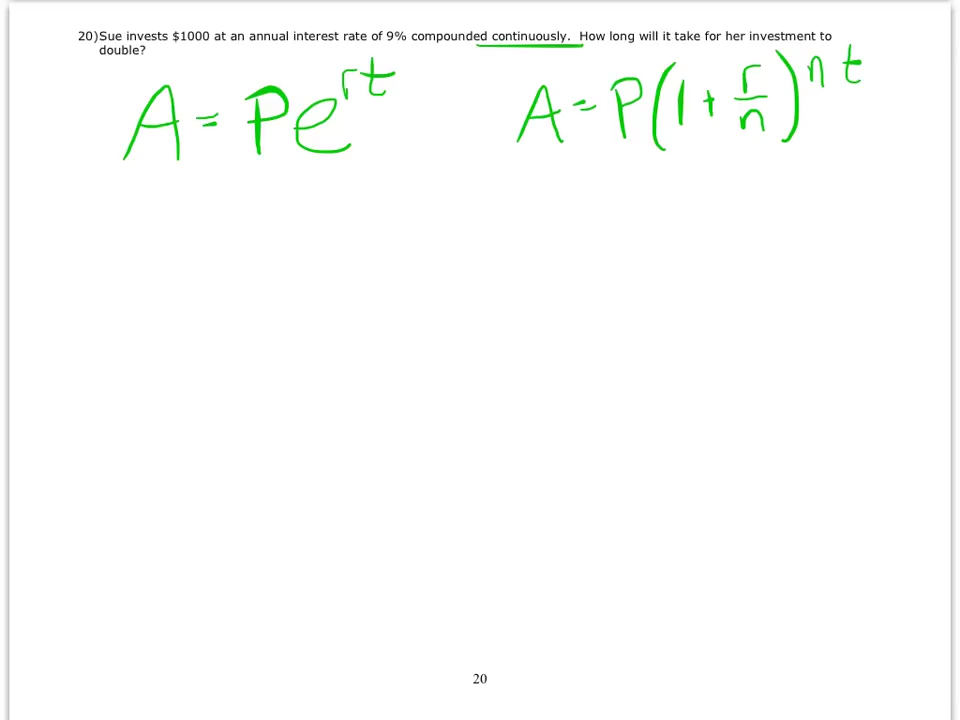 20)Sue invests $1000 at an annual interest rate of 9% compounded continuously. How long will it take for her investment to
double?
A = Pe^{rt}
A = P(1 + \frac{r}{n})^{nt}
20